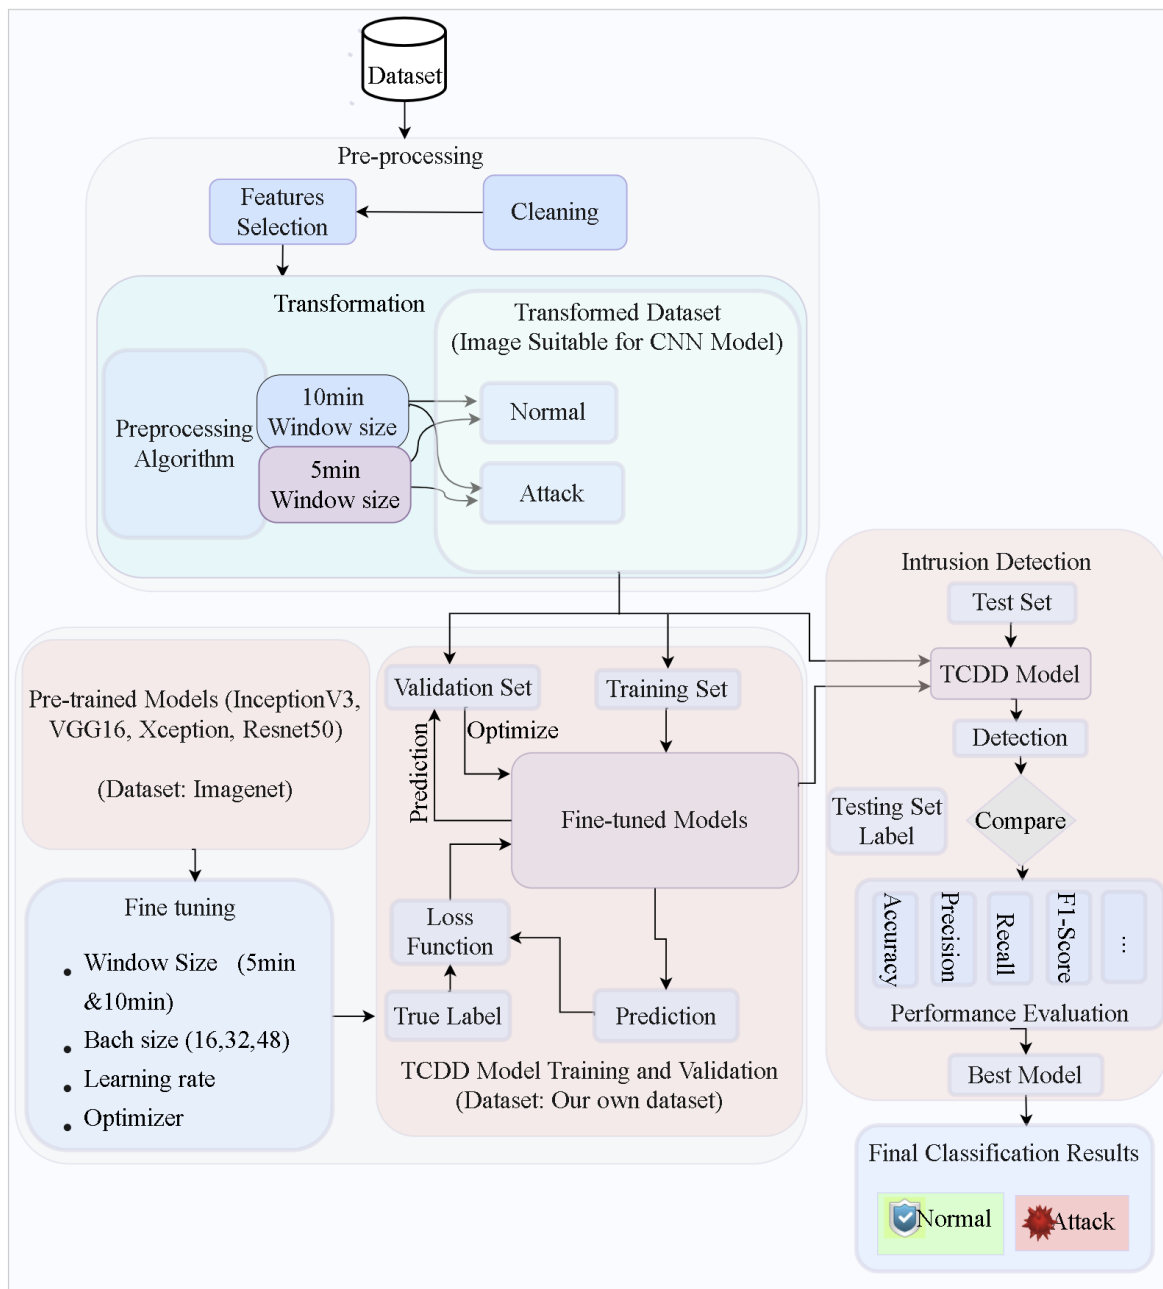 Dataset
Pre-processing
Features
Selection
Cleaning
Transformation
Transformed Dataset
(Image Suitable for CNN Model)
Preprocessing
Algorithm
10min
Window size
5min
Window size
Normal
Attack
Pre-trained Models (InceptionV3,
VGG16, Xception, Resnet50)
(Dataset: Imagenet)
Fine tuning
• Window Size (5min
&10min)
• Bach size (16,32,48)
• Learning rate
• Optimizer
Validation Set
Training Set
Optimize
Prediction
Fine-tuned Models
Loss
Function
True Label
Prediction
TCDD Model Training and Validation
(Dataset: Our own dataset)
Intrusion Detection
Test Set
TCDD Model
Detection
Testing Set
Label
Compare
Accuracy
Precision
Recall
F1-Score
...
Performance Evaluation
Best Model
Final Classification Results
Normal
Attack